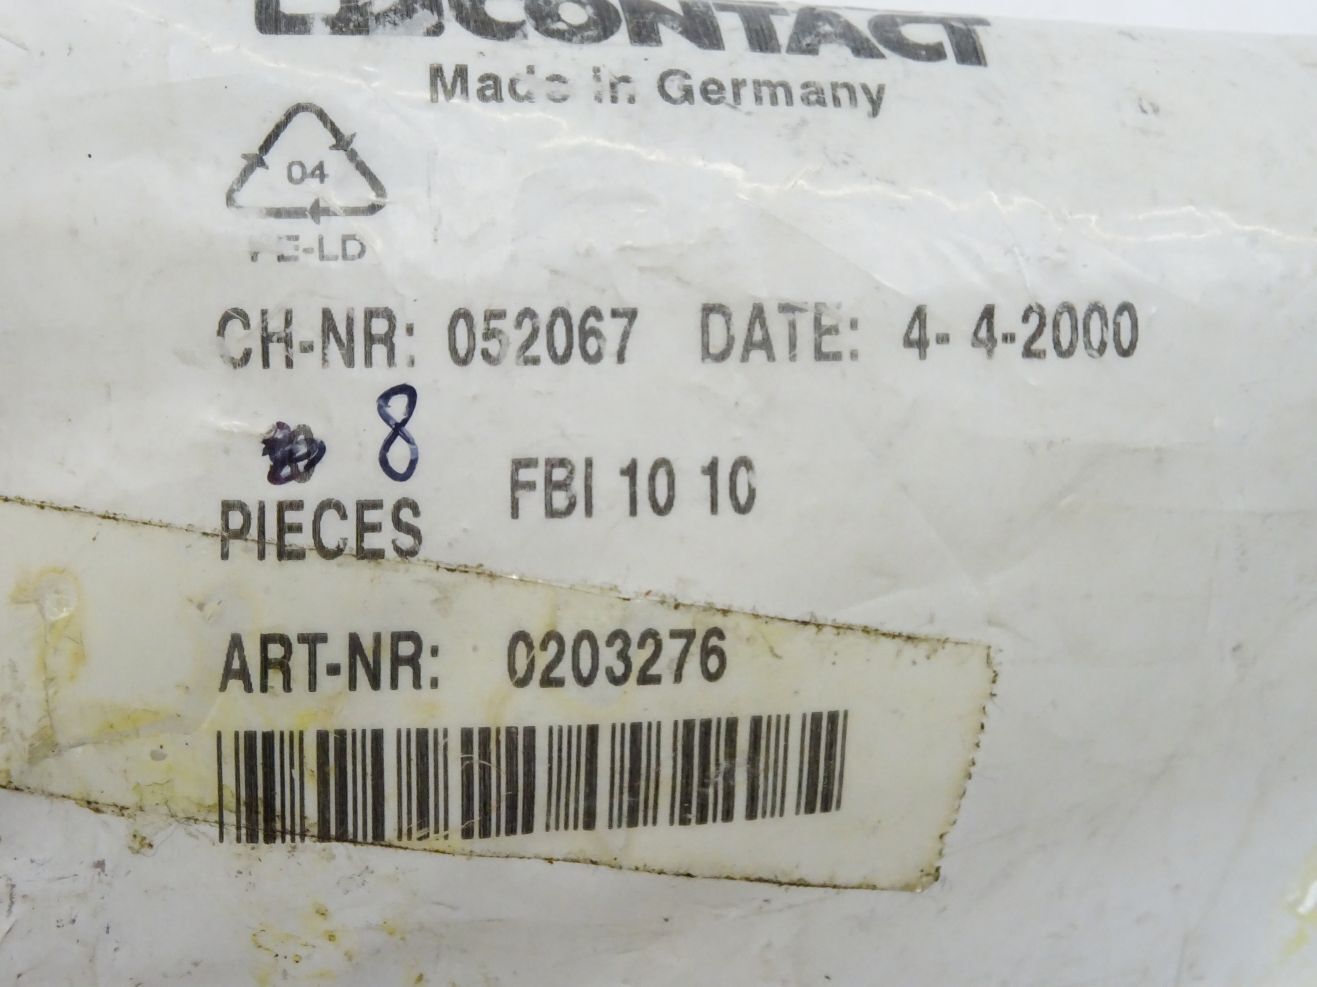 CONTACT
Made in Germany
04
PE-LD
CH-NR: 052067 DATE: 4- 4-2000
8
FBI 10 10
PIECES
ART-NR: 0203276